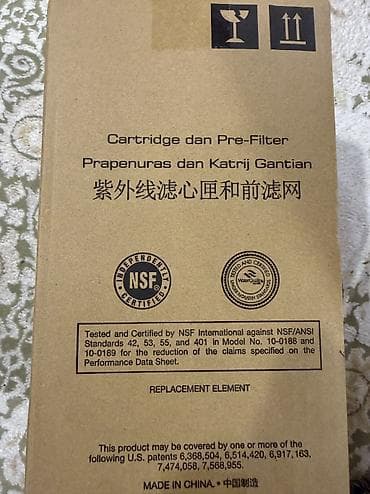 Cartridge dan Pre-Filter
Prapenuras dan Katrij Gantian
紫外线滤心匣和前滤网
INDEPENDENTLY
NSF®
CERTIFIED
Tested and Certified by NSF International against NSF/ANSI
Standards 42, 53, 55, and 401 in Model No. 10-0188 and
10-0189 for the reduction of the claims specified on the
Performance Data Sheet.
REPLACEMENT ELEMENT
This product may be covered by one or more of the
following U.S. patents 6,368,504, 6,514,420, 6,917,163,
7,474,058, 7,568,955.
MADE IN CHINA. • 中国制造